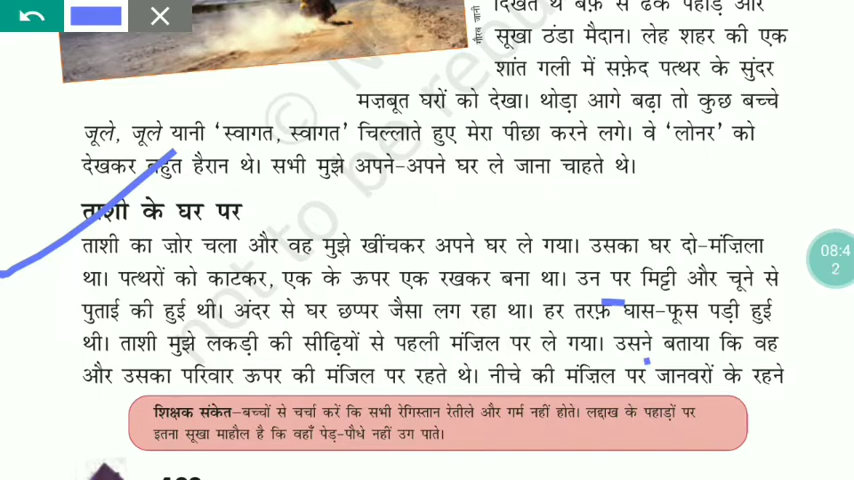 दिखते थे बर्फ़ से ढके पहाड़ और
सूखा ठंडा मैदान। लेह शहर की एक
शांत गली में सफ़ेद पत्थर के सुंदर
मज़बूत घरों को देखा। थोड़ा आगे बढ़ा तो कुछ बच्चे
जूले, जूले यानी ‘स्वागत, स्वागत’ चिल्लाते हुए मेरा पीछा करने लगे। वे ‘लोनर’ को
देखकर बहुत हैरान थे। सभी मुझे अपने-अपने घर ले जाना चाहते थे।
ताशी के घर पर
ताशी का ज़ोर चला और वह मुझे खींचकर अपने घर ले गया। उसका घर दो-मंज़िला
था। पत्थरों को काटकर, एक के ऊपर एक रखकर बना था। उन पर मिट्टी और चूने से
पुताई की हुई थी। अंदर से घर छप्पर जैसा लग रहा था। हर तरफ़ घास-फूस पड़ी हुई
थी। ताशी मुझे लकड़ी की सीढ़ियों से पहली मंज़िल पर ले गया। उसने बताया कि वह
और उसका परिवार ऊपर की मंजिल पर रहते थे। नीचे की मंज़िल पर जानवरों के रहने
शिक्षक संकेत–बच्चों से चर्चा करें कि सभी रेगिस्तान रेतीले और गर्म नहीं होते। लद्दाख के पहाड़ों पर
इतना सूखा माहौल है कि वहाँ पेड़-पौधे नहीं उग पाते।
08:4
2